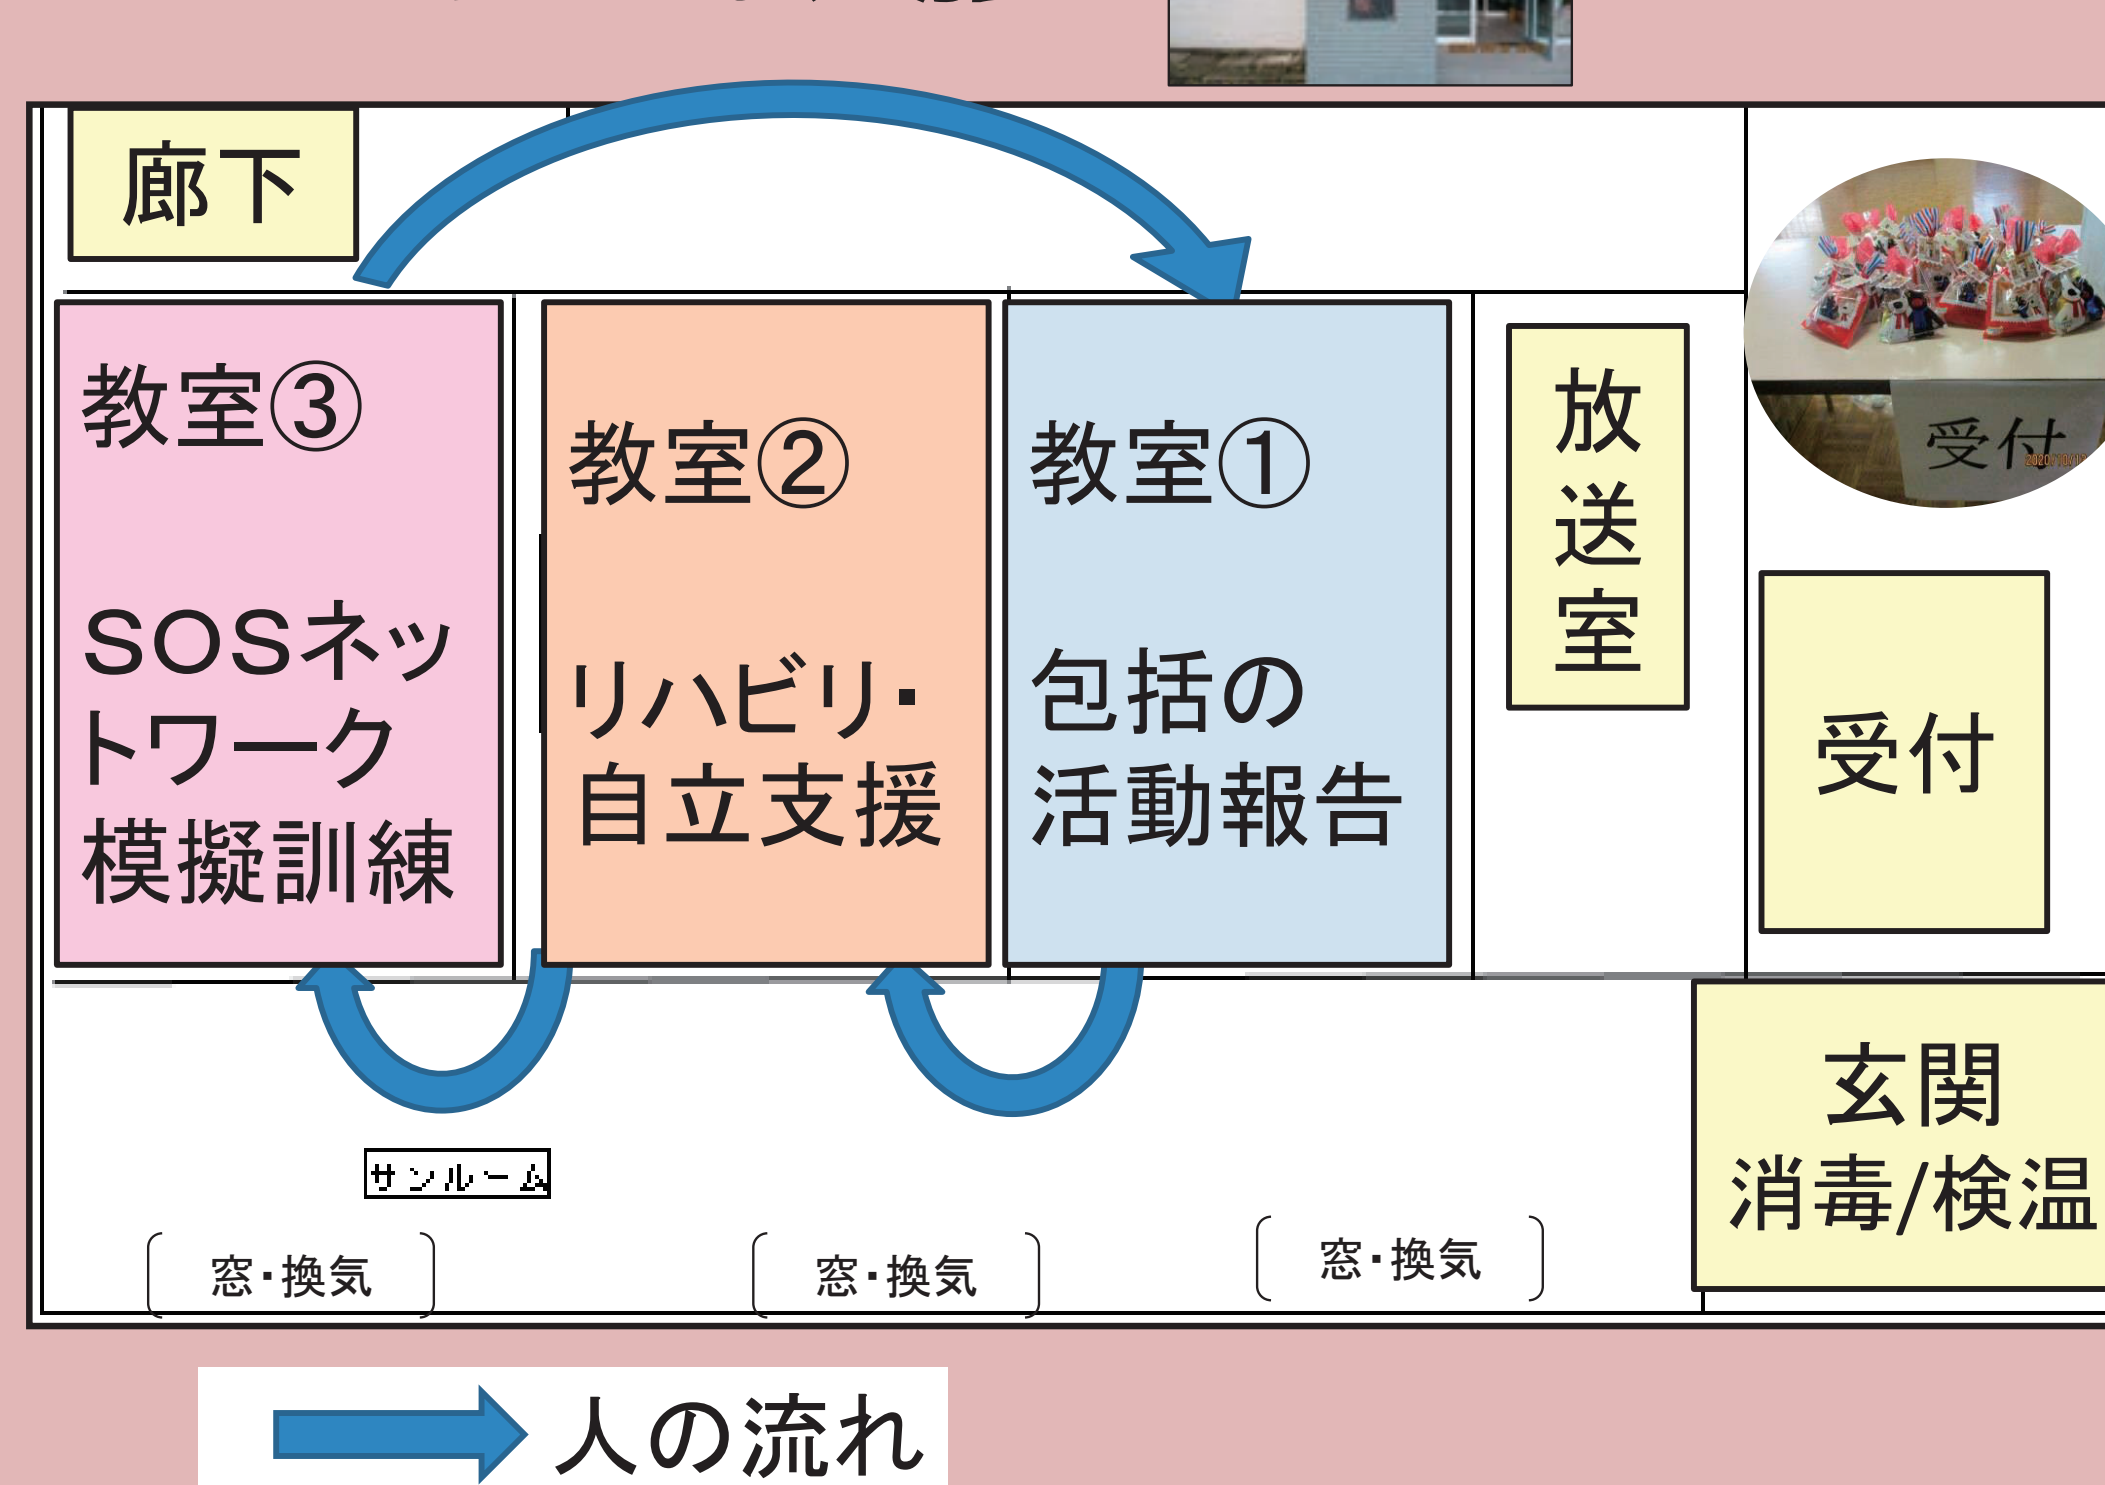 廊下
教室③
SOSネッ
トワーク
模擬訓練
教室②
リハビリ・
自立支援
教室①
包括の
活動報告
放
送
室
受付
受付
玄関
消毒/検温
サンルーム
窓・換気
窓・換気
窓・換気
人の流れ